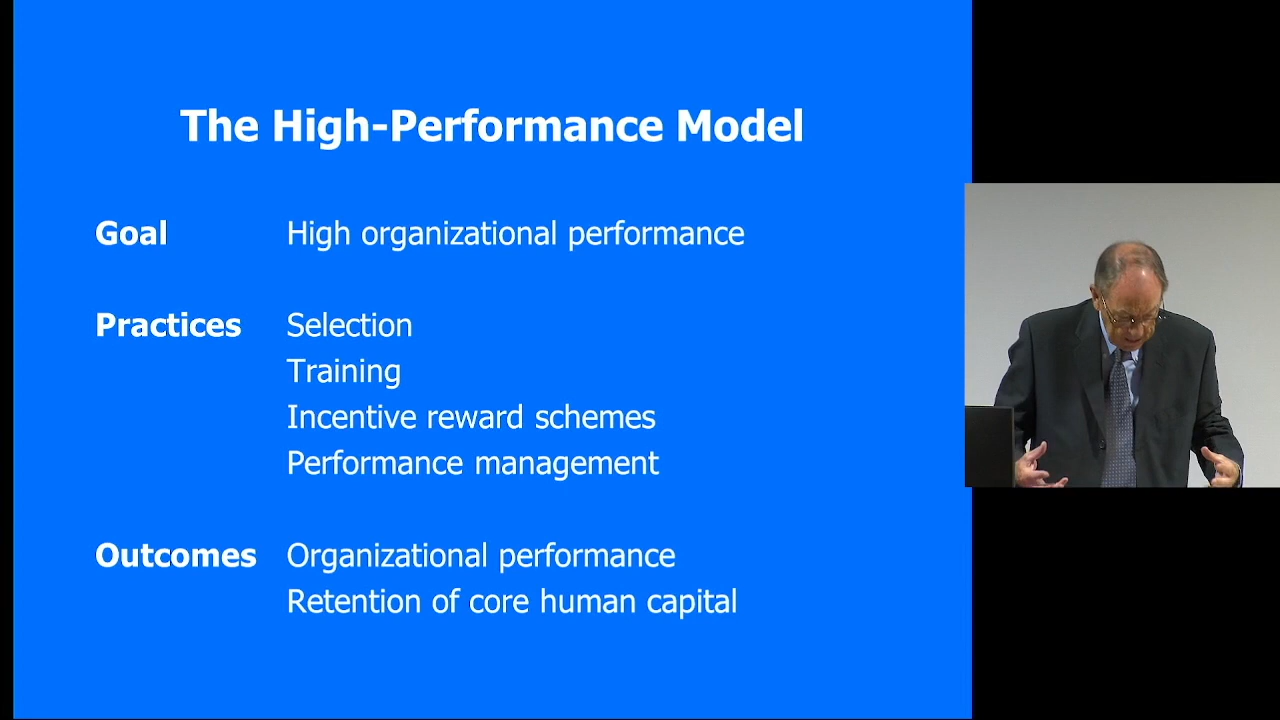 The High-Performance Model
Goal High organizational performance
Practices Selection
Training
Incentive reward schemes
Performance management
Outcomes Organizational performance
Retention of core human capital